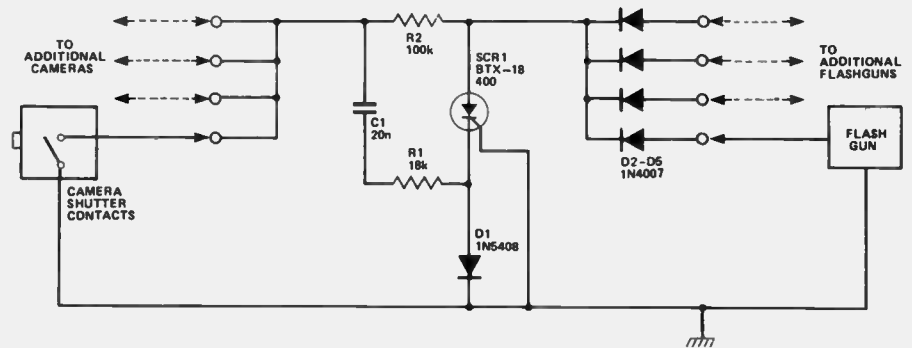 TO
ADDITIONAL
CAMERAS
CAMERA
SHUTTER
CONTACTS
R2
100k
C1
20n
R1
18k
SCR1
BTX-18
400
D1
1N5408
D2-D5
1N4007
TO
ADDITIONAL
FLASHGUNS
FLASH
GUN